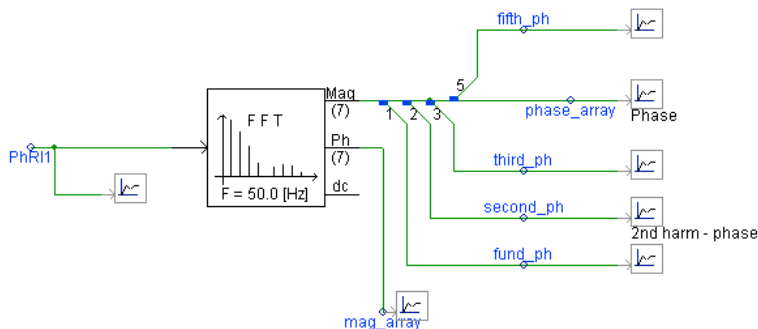 fifth_ph
5
Mag
(7)
1
2
3
phase_array
Phase
F F T
Ph
(7)
PhRI1
third_ph
dc
F = 50.0 [Hz]
second_ph
2nd harm - phase
fund_ph
mag_array